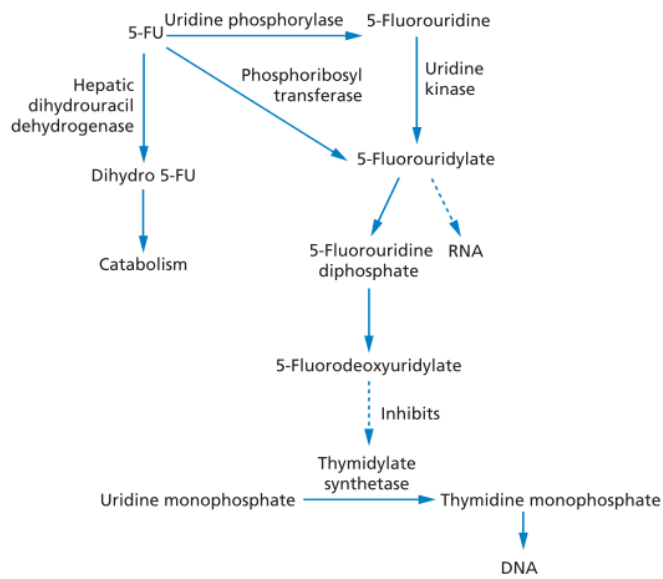 5-FU
Uridine phosphorylase
5-Fluorouridine
Hepatic
dihydrouracil
dehydrogenase
Phosphoribosyl
transferase
Uridine
kinase
Dihydro 5-FU
5-Fluorouridylate
Catabolism
5-Fluorouridine
diphosphate
RNA
5-Fluorodeoxyuridylate
Inhibits
Thymidylate
synthetase
Uridine monophosphate
Thymidine monophosphate
DNA